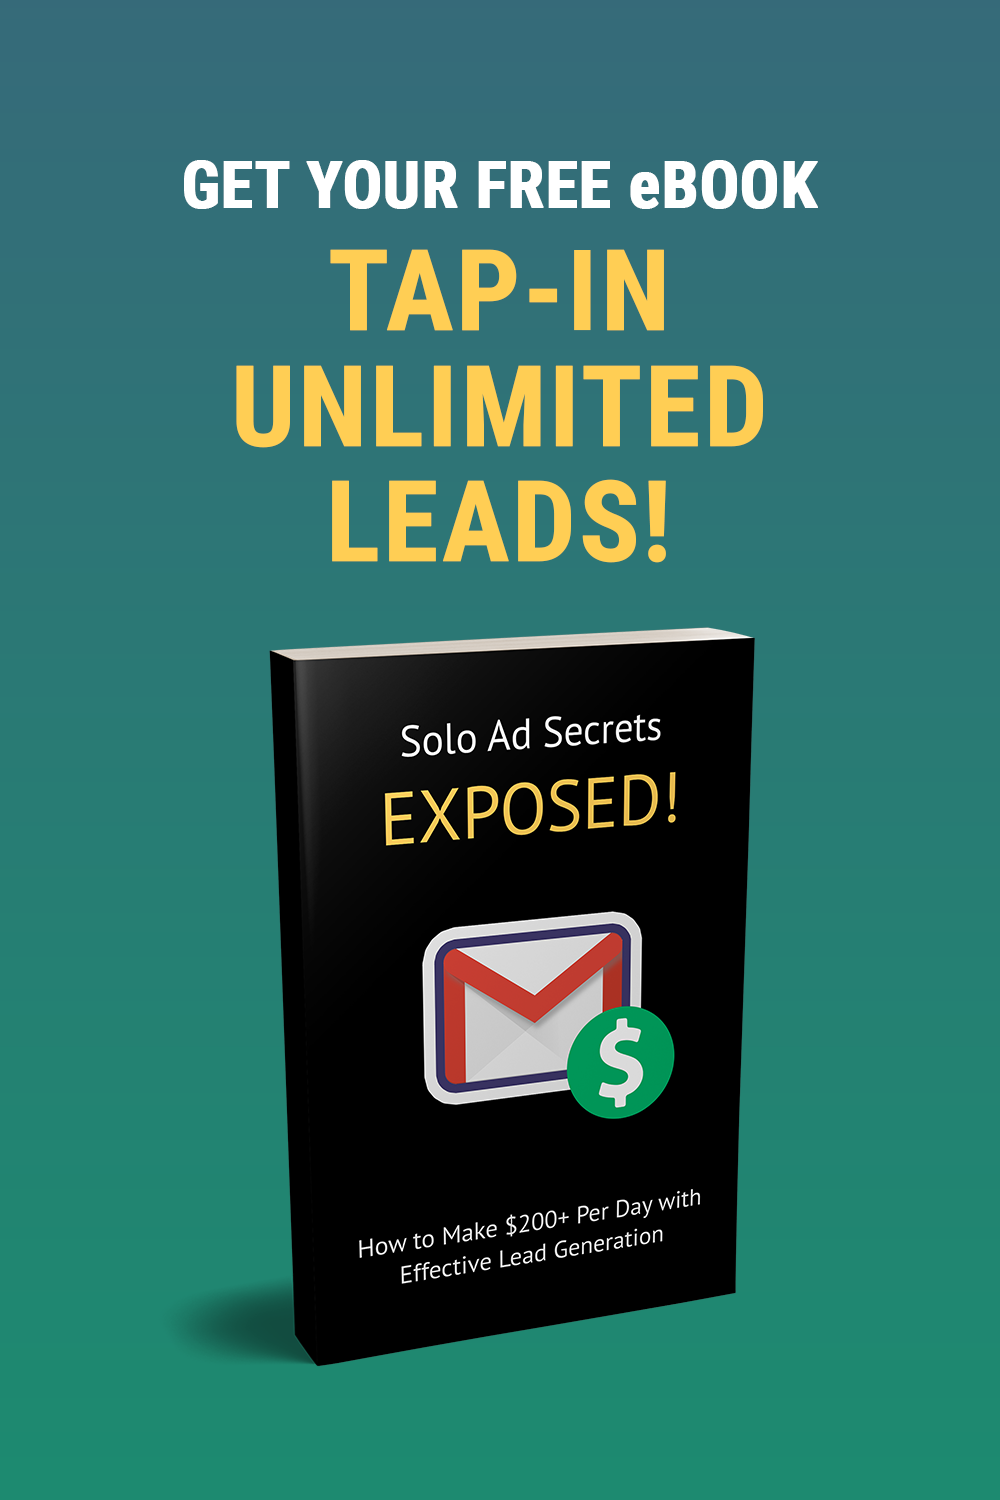 GET YOUR FREE eBOOK
TAP-IN
UNLIMITED
LEADS!
Solo Ad Secrets
EXPOSED!
$
How to Make $200+ Per Day with
Effective Lead Generation